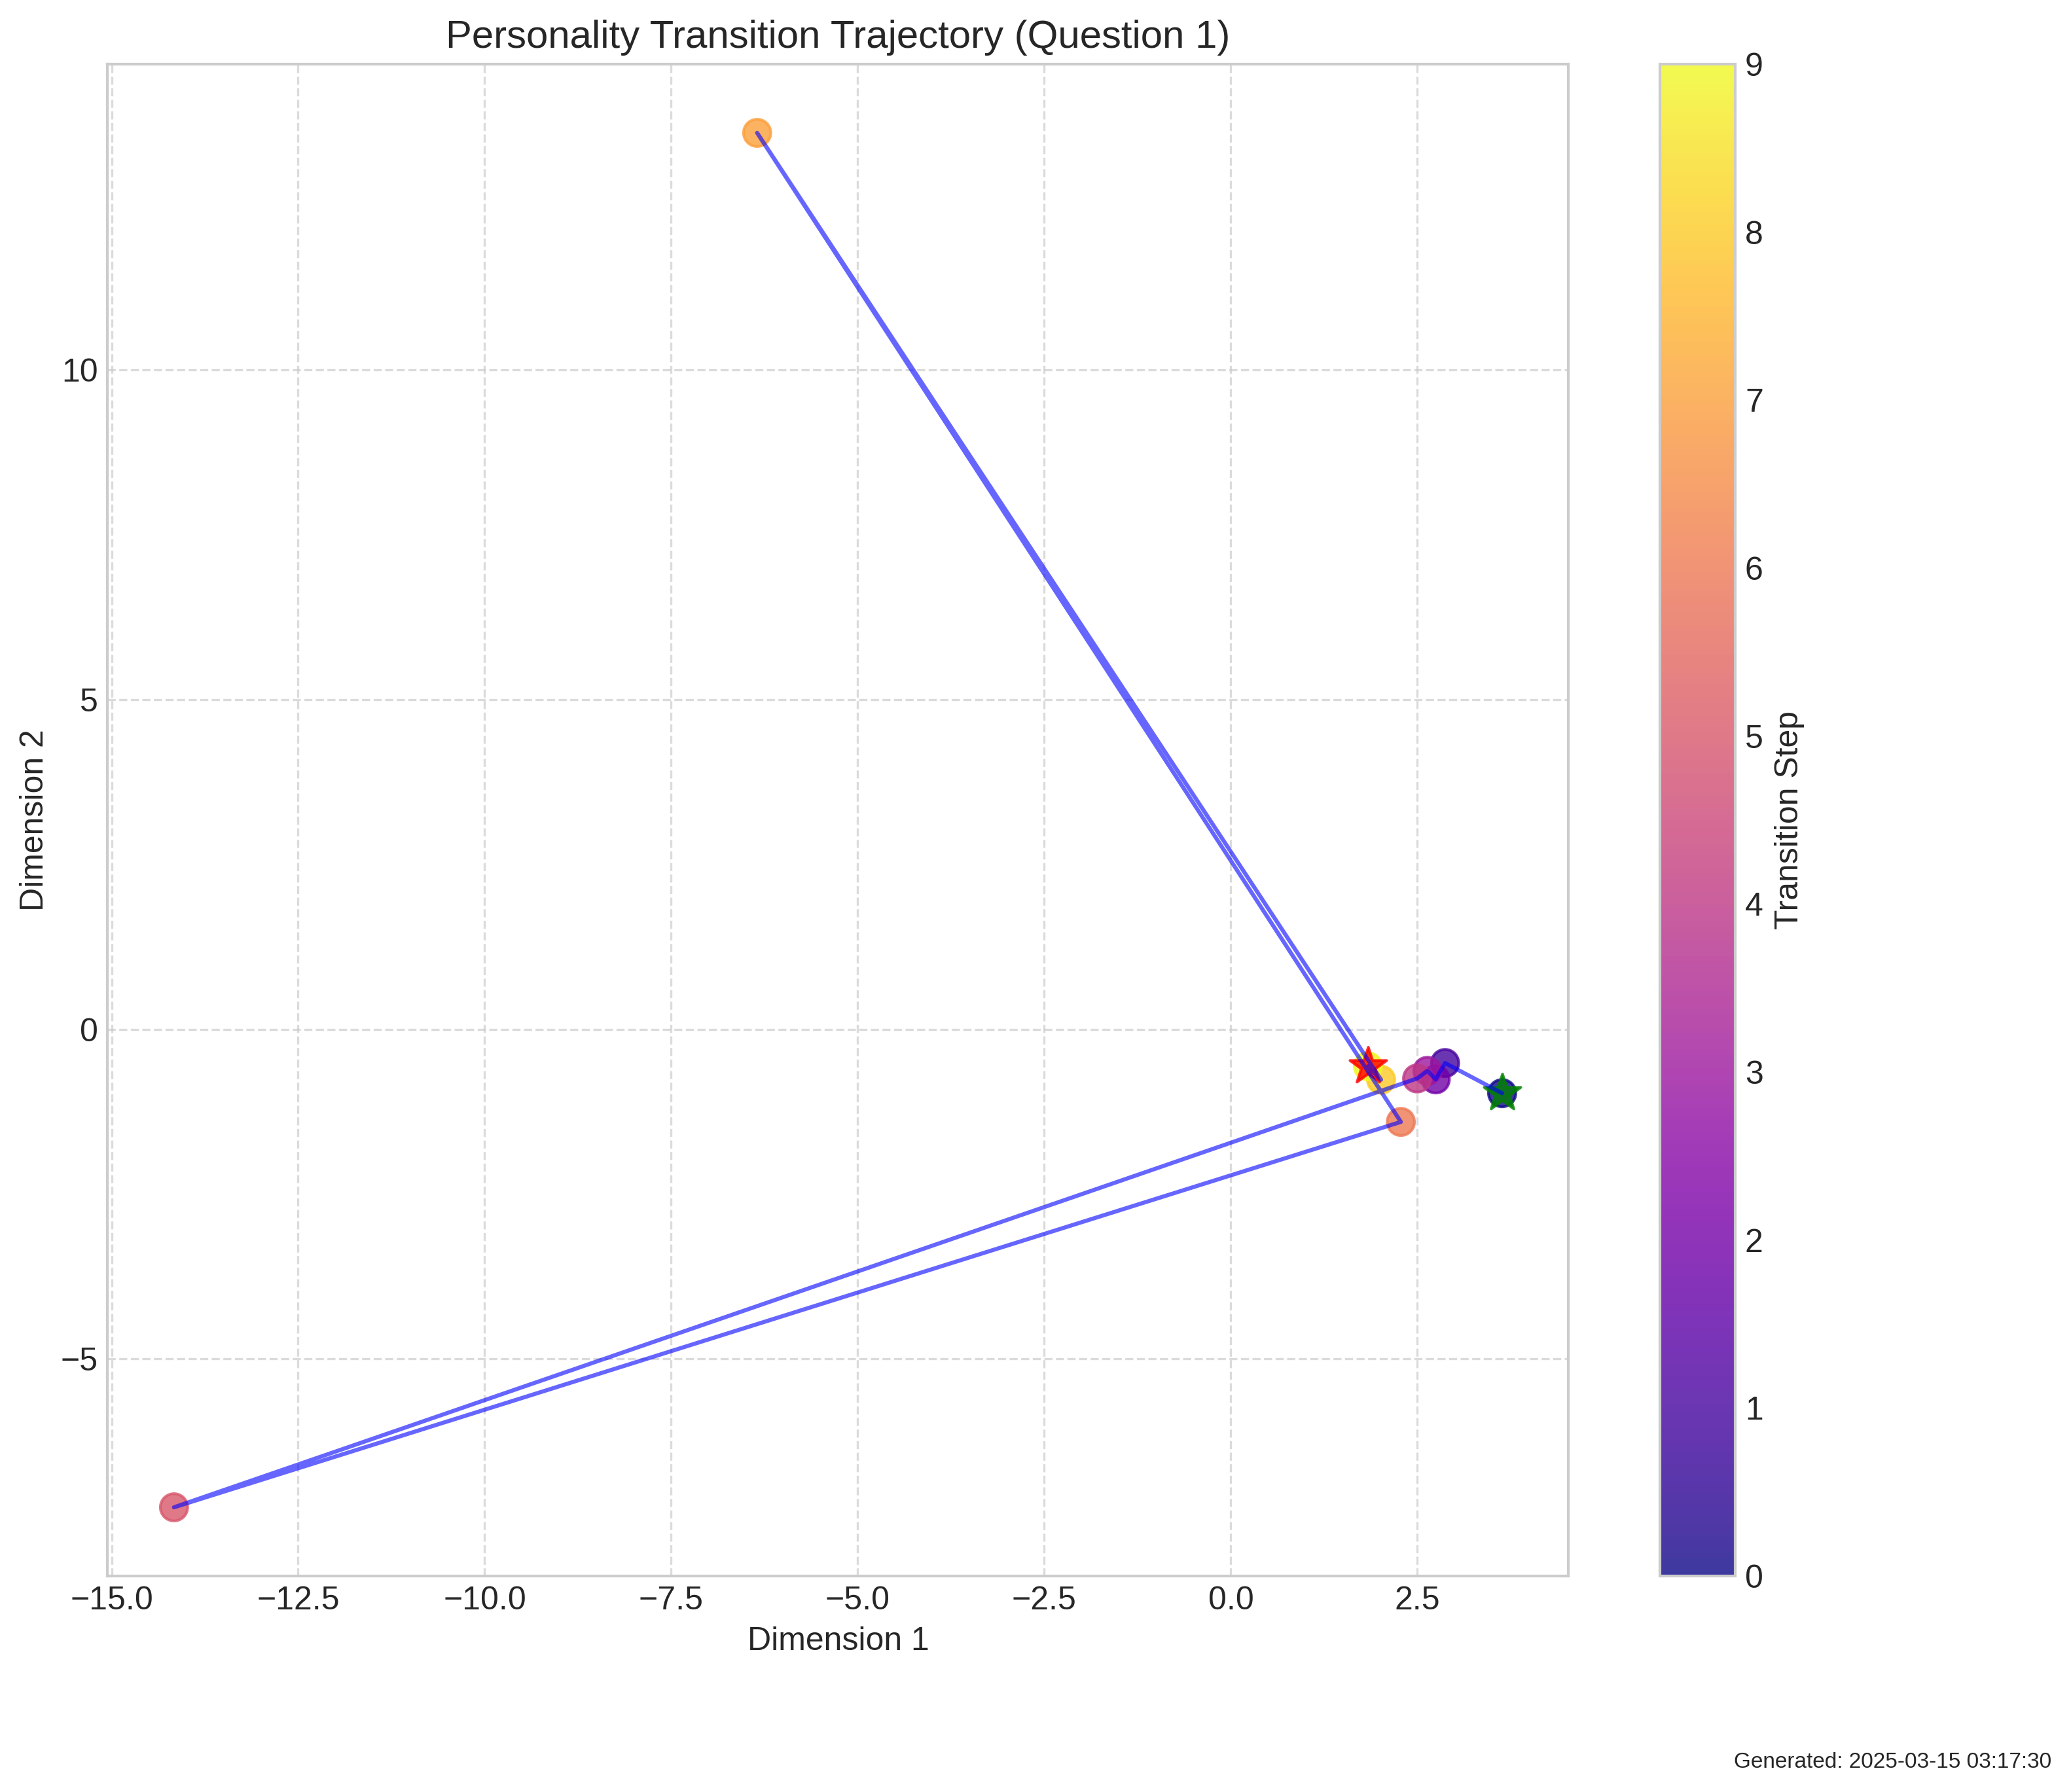 Personality Transition Trajectory (Question 1)
9
8
7
6
5
4
3
2
1
0
Transition Step
10
5
0
−5
Dimension 2
−15.0 −12.5 −10.0 −7.5 −5.0 −2.5 0.0 2.5
Dimension 1
Generated: 2025-03-15 03:17:30